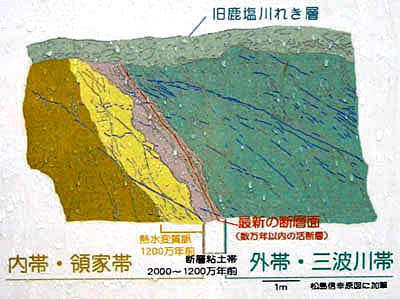 旧鹿塩川れき層
最新の断層面
(数万年以内の活断層)
熱水変質脈
1200万年前
断層粘土帯
2000〜1200万年前
内帯・領家帯
外帯・三波川帯
1m
松島信幸原図に加筆